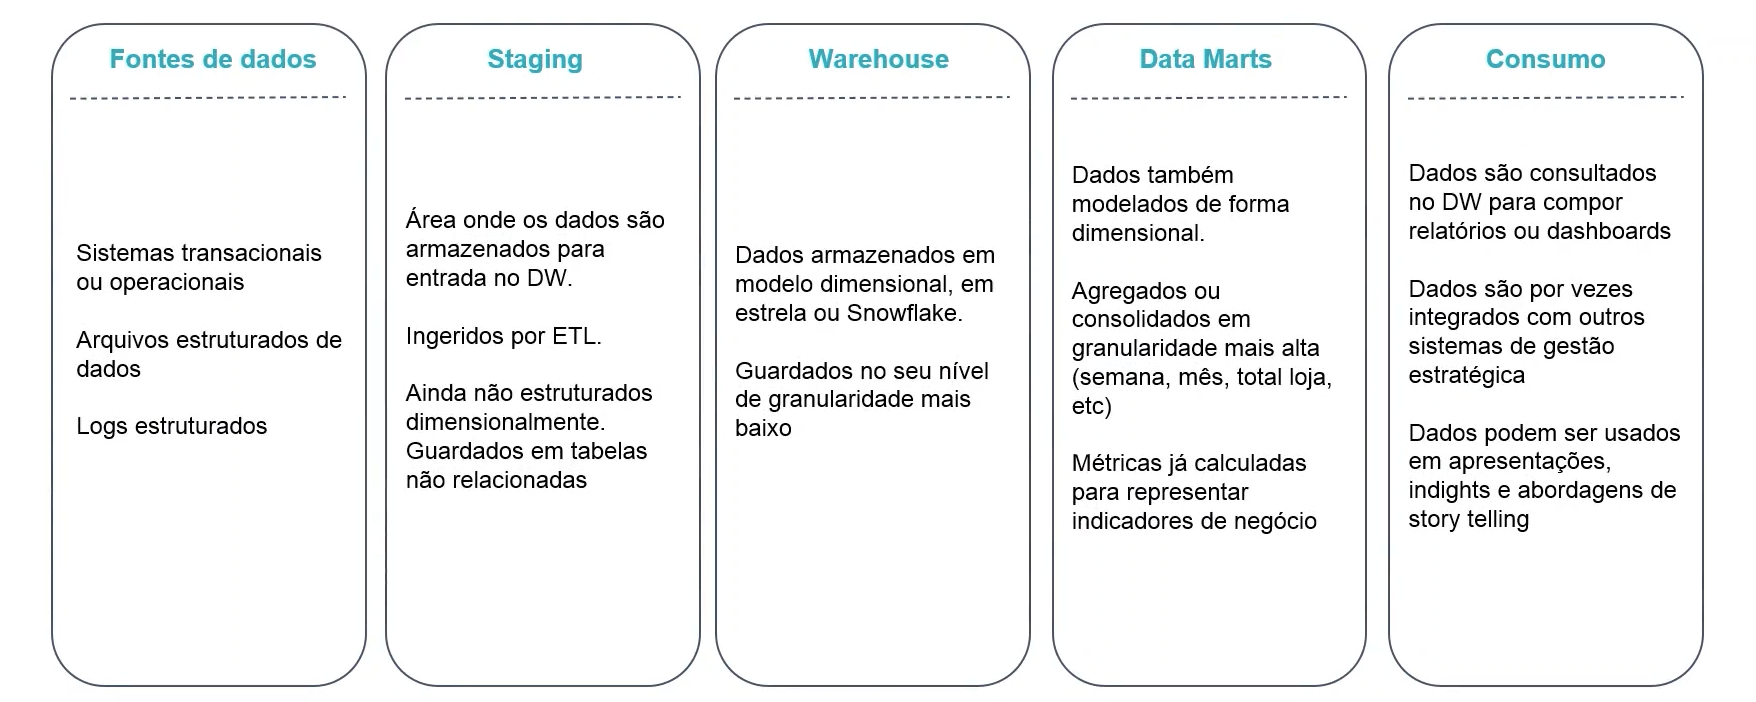 Fontes de dados
Sistemas transacionais
ou operacionais
Arquivos estruturados de
dados
Logs estruturados
Staging
Área onde os dados são
armazenados para
entrada no DW.
Ingeridos por ETL.
Ainda não estruturados
dimensionalmente.
Guardados em tabelas
não relacionadas
Warehouse
Dados armazenados em
modelo dimensional, em
estrela ou Snowflake.
Guardados no seu nível
de granularidade mais
baixo
Data Marts
Dados também
modelados de forma
dimensional.
Agregados ou
consolidados em
granularidade mais alta
(semana, mês, total loja,
etc)
Métricas já calculadas
para representar
indicadores de negócio
Consumo
Dados são consultados
no DW para compor
relatórios ou dashboards
Dados são por vezes
integrados com outros
sistemas de gestão
estratégica
Dados podem ser usados
em apresentações,
indights e abordagens de
story telling